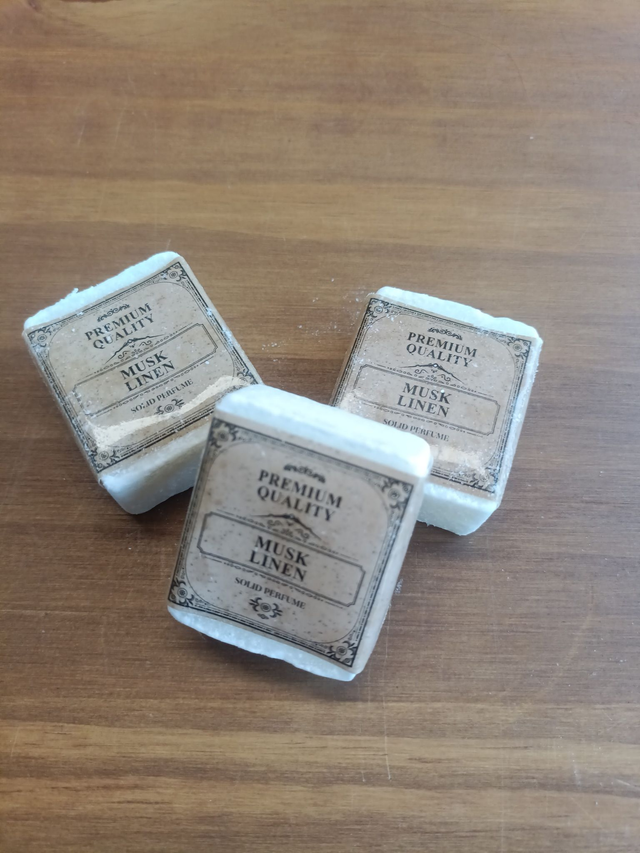 PREMIUM
QUALITY
MUSK
LINEN
SOLID PERFUME
PREMIUM
QUALITY
MUSK
LINEN
SOLID PERFUME
PREMIUM
QUALITY
MUSK
LINEN
SOLID PERFUME